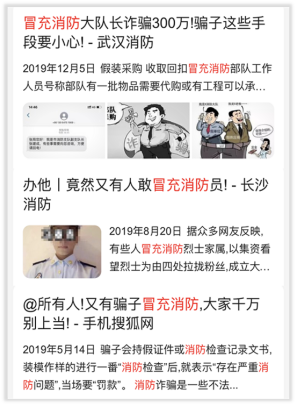 冒充消防大队长诈骗300万!骗子这些手
段要小心! - 武汉消防
2019年12月5日 假装采购 收取回扣冒充消防部队工作
人员号称部队有一批物品需要代购或有工程可以承...
办他丨竟然又有人敢冒充消防员! - 长沙
消防
2019年8月20日 据众多网友反映,
有些人冒充消防烈士家属,以集资看
望烈士为由四处拉拢粉丝,成立大...
@所有人!又有骗子冒充消防,大家千万
别上当! - 手机搜狐网
2019年5月14日 骗子会持假证件或消防检查记录文书,
装模作样的进行一番“消防检查”后,就表示“存在严重消
防问题”,当场要“罚款”。 消防诈骗是一些不法...